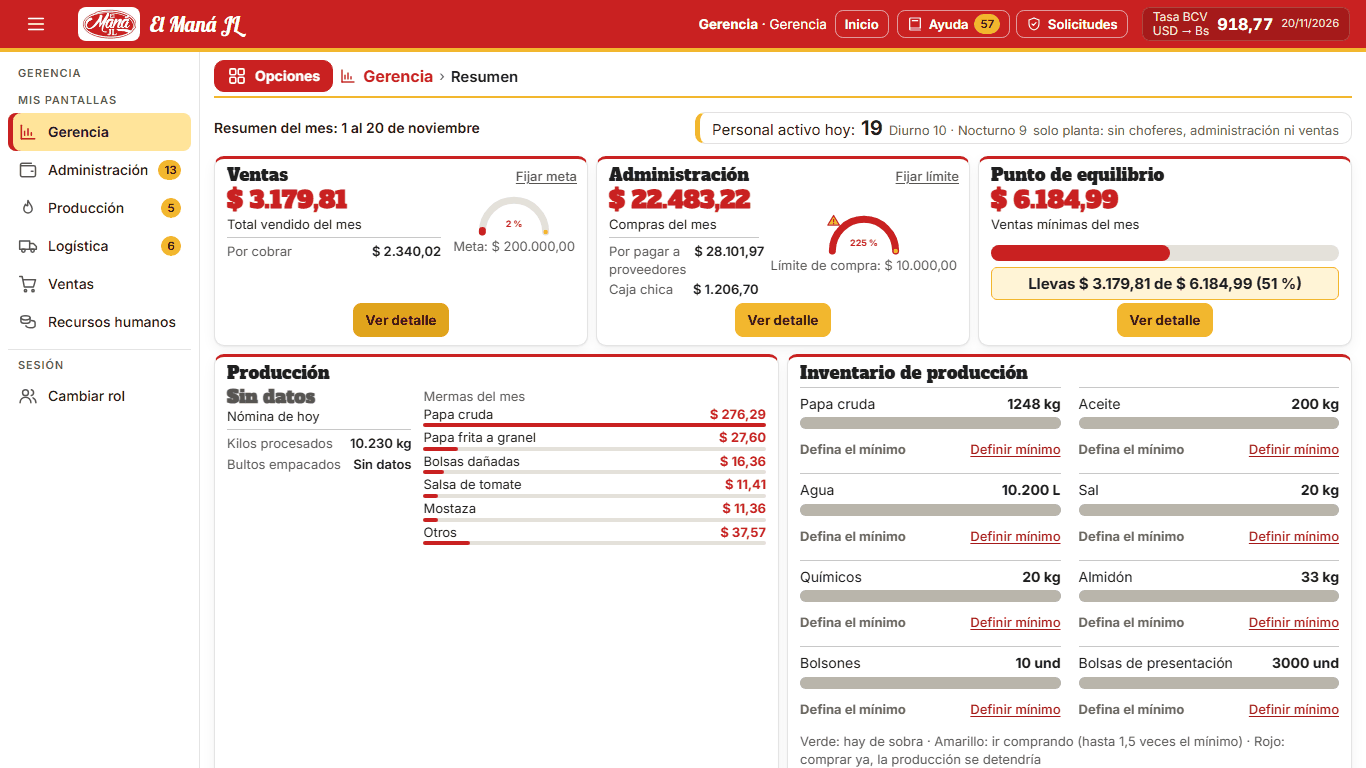 El Maná JL
El Maná JL
Gerencia · Gerencia
Inicio
Ayuda 57
Solicitudes
Tasa BCV
USD → Bs
918,77
20/11/2026
GERENCIA
MIS PANTALLAS
Gerencia
Administración 13
Producción 5
Logística 6
Ventas
Recursos humanos
SESIÓN
Cambiar rol
Opciones
Gerencia › Resumen
Resumen del mes: 1 al 20 de noviembre
Personal activo hoy: 19 Diurno 10 · Nocturno 9 solo planta: sin choferes, administración ni ventas
Ventas
Fijar meta
$ 3.179,81
Total vendido del mes
2 %
Meta: $ 200.000,00
Por cobrar $ 2.340,02
Ver detalle
Administración
Fijar límite
$ 22.483,22
Compras del mes
225 %
Límite de compra: $ 10.000,00
Por pagar a proveedores $ 28.101,97
Caja chica $ 1.206,70
Ver detalle
Punto de equilibrio
$ 6.184,99
Ventas mínimas del mes
Llevas $ 3.179,81 de $ 6.184,99 (51 %)
Ver detalle
Producción
Sin datos
Nómina de hoy
Kilos procesados 10.230 kg
Bultos empacados Sin datos
Mermas del mes
Papa cruda $ 276,29
Papa frita a granel $ 27,60
Bolsas dañadas $ 16,36
Salsa de tomate $ 11,41
Mostaza $ 11,36
Otros $ 37,57
Inventario de producción
Papa cruda 1248 kg
Defina el mínimo Definir mínimo
Aceite 200 kg
Defina el mínimo Definir mínimo
Agua 10.200 L
Defina el mínimo Definir mínimo
Sal 20 kg
Defina el mínimo Definir mínimo
Químicos 20 kg
Defina el mínimo Definir mínimo
Almidón 33 kg
Defina el mínimo Definir mínimo
Bolsones 10 und
Defina el mínimo Definir mínimo
Bolsas de presentación 3000 und
Defina el mínimo Definir mínimo
Verde: hay de sobra · Amarillo: ir comprando (hasta 1,5 veces el mínimo) · Rojo:
comprar ya, la producción se detendría